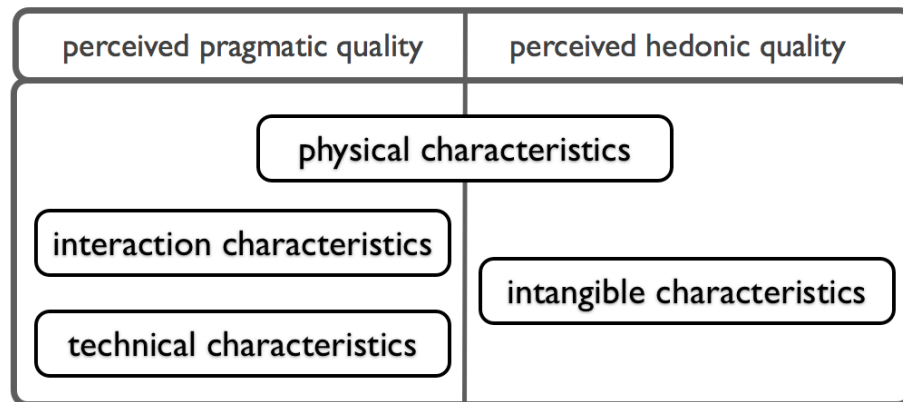 perceived pragmatic quality
perceived hedonic quality
physical characteristics
interaction characteristics
intangible characteristics
technical characteristics